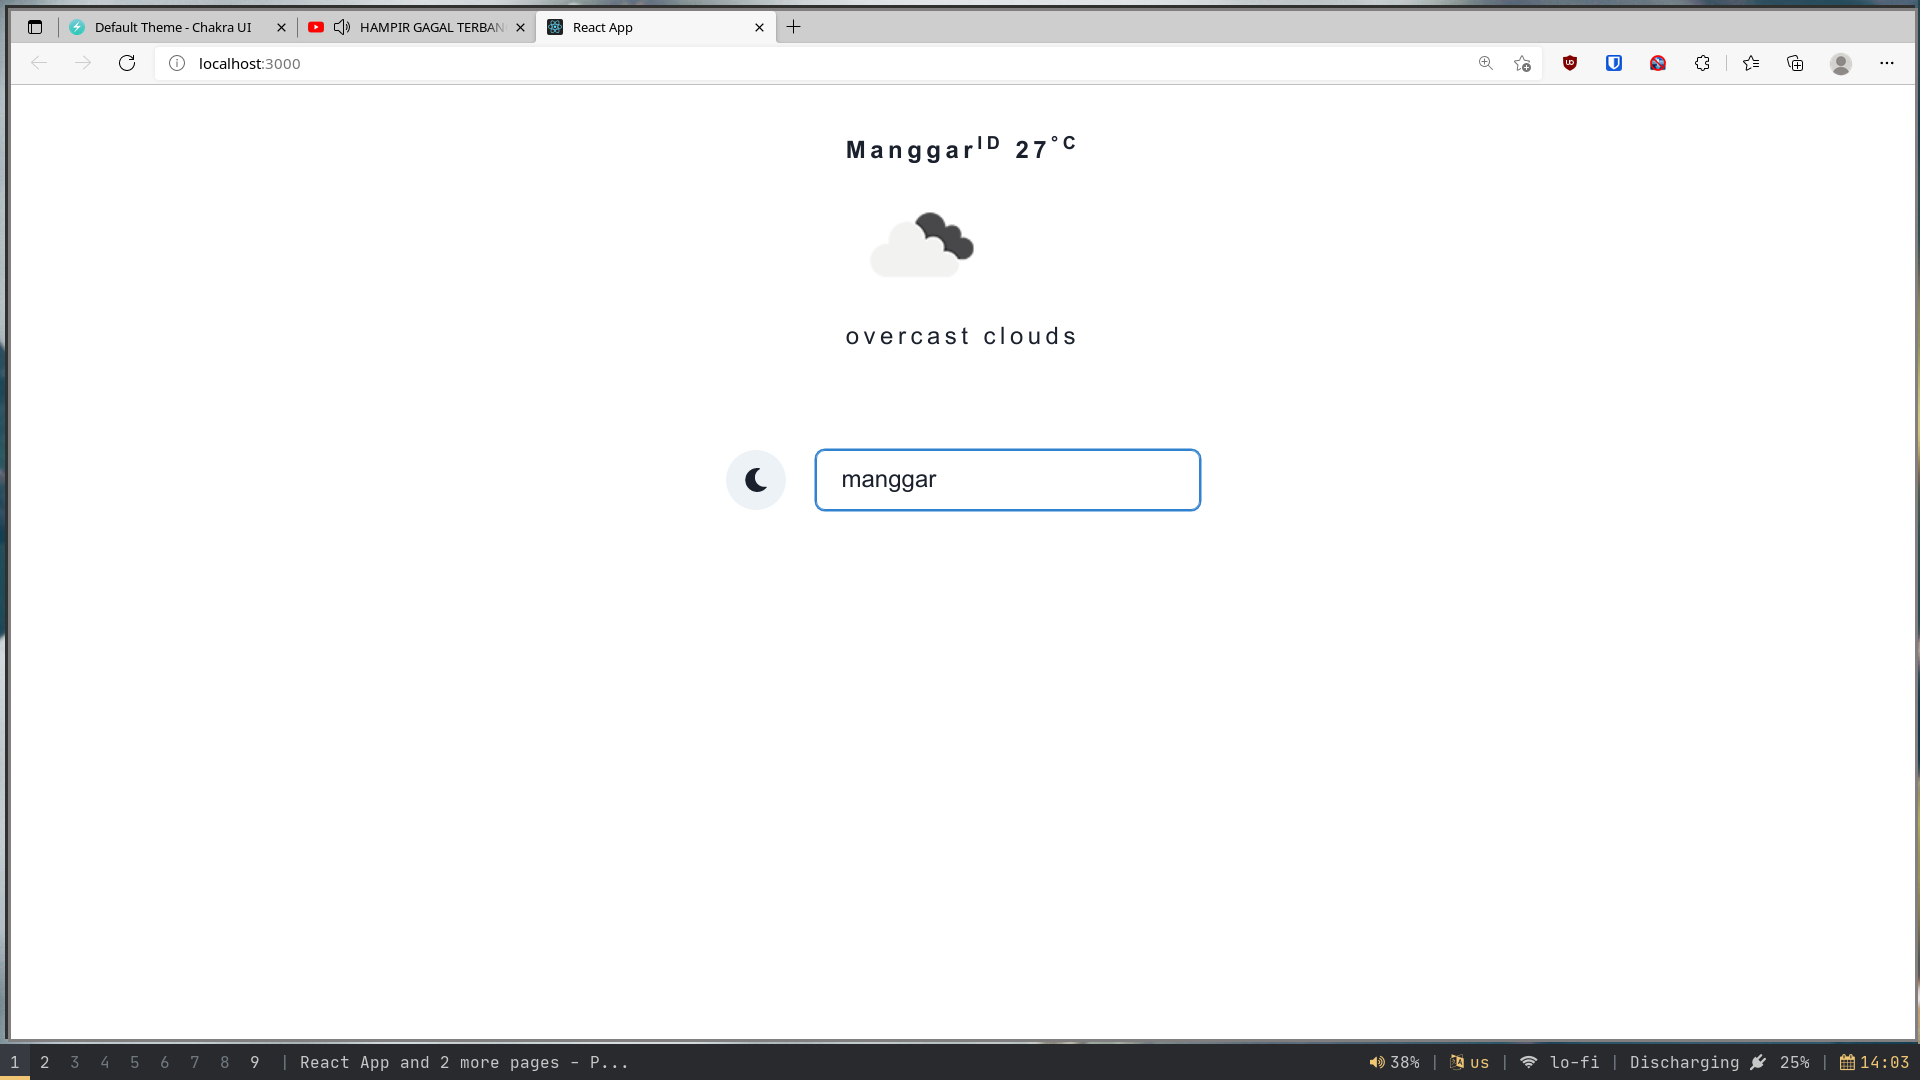 Default Theme - Chakra UI
HAMPIR GAGAL TERBAN
React App
localhost:3000
ManggarID 27°C
overcast clouds
manggar
1 2 3 4 5 6 7 8 9 | React App and 2 more pages - P... 38% | us | lo-fi | Discharging 25% | 14:03